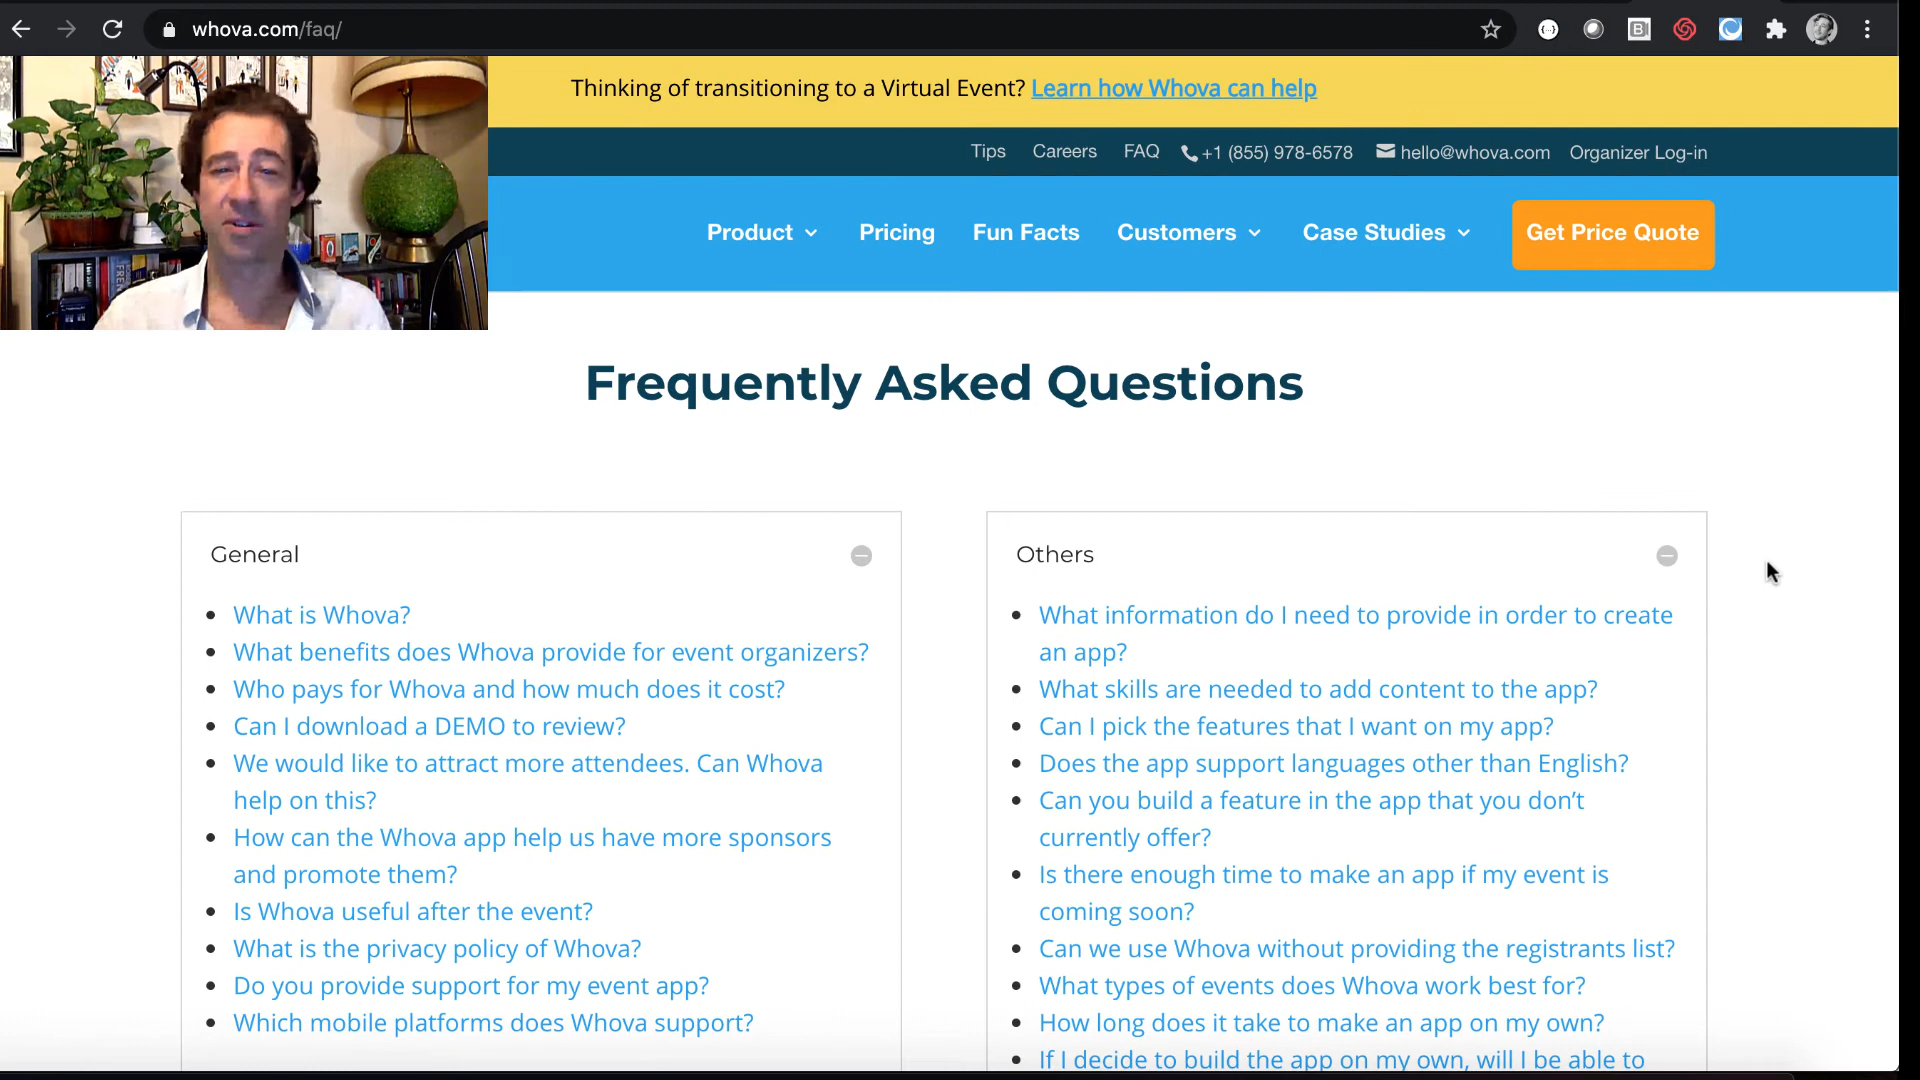 whova.com/faq/
Thinking of transitioning to a Virtual Event? Learn how Whova can help
Tips Careers FAQ +1 (855) 978-6578 hello@whova.com Organizer Log-in
Product Pricing Fun Facts Customers Case Studies Get Price Quote
Frequently Asked Questions
General
What is Whova?
What benefits does Whova provide for event organizers?
Who pays for Whova and how much does it cost?
Can I download a DEMO to review?
We would like to attract more attendees. Can Whova
help on this?
How can the Whova app help us have more sponsors
and promote them?
Is Whova useful after the event?
What is the privacy policy of Whova?
Do you provide support for my event app?
Which mobile platforms does Whova support?
Others
What information do I need to provide in order to create
an app?
What skills are needed to add content to the app?
Can I pick the features that I want on my app?
Does the app support languages other than English?
Can you build a feature in the app that you don’t
currently offer?
Is there enough time to make an app if my event is
coming soon?
Can we use Whova without providing the registrants list?
What types of events does Whova work best for?
How long does it take to make an app on my own?
If I decide to build the app on my own, will I be able to